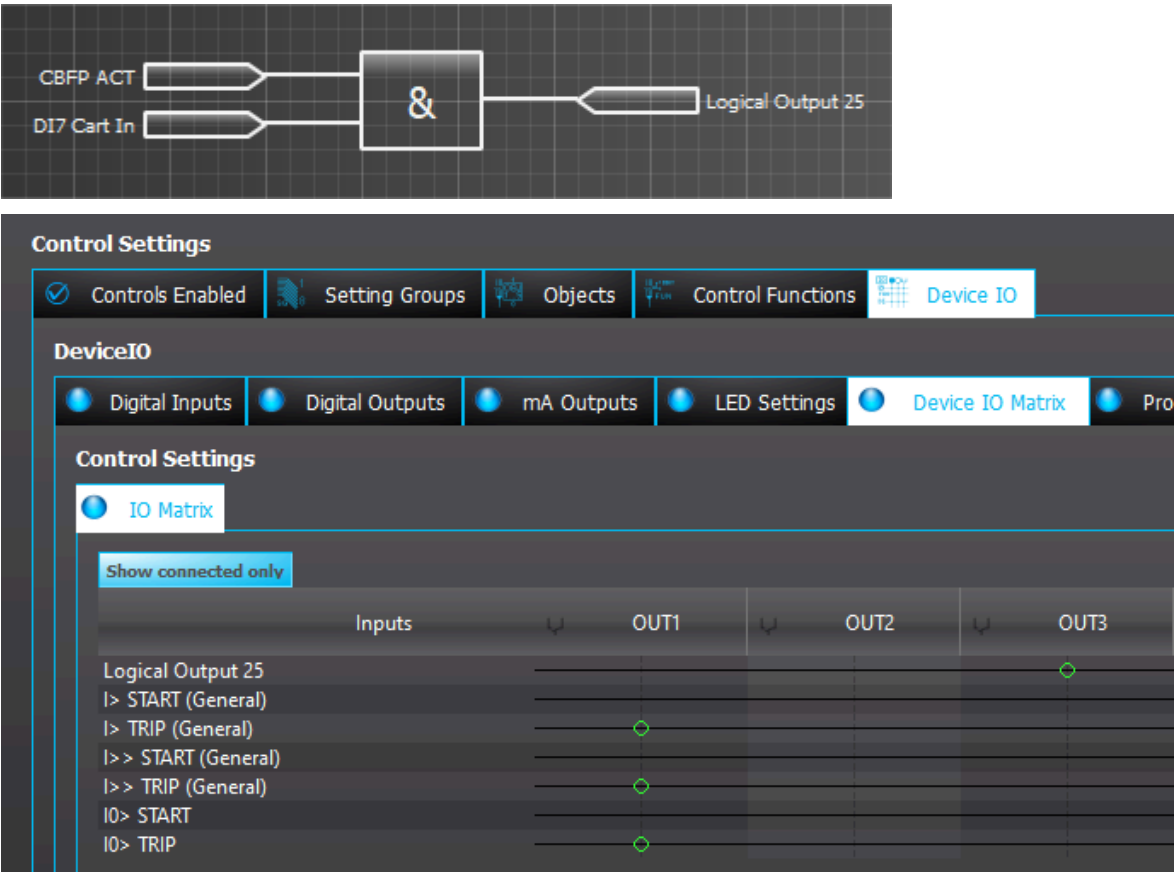 CBFP ACT
DI7 Cart In
&
Logical Output 25
Control Settings
Controls Enabled Setting Groups Objects Control Functions Device IO
DeviceIO
Digital Inputs Digital Outputs mA Outputs LED Settings Device IO Matrix Pro
Control Settings
IO Matrix
Show connected only
Inputs OUT1 OUT2 OUT3
Logical Output 25
I> START (General)
I> TRIP (General)
I>> START (General)
I>> TRIP (General)
I0> START
I0> TRIP